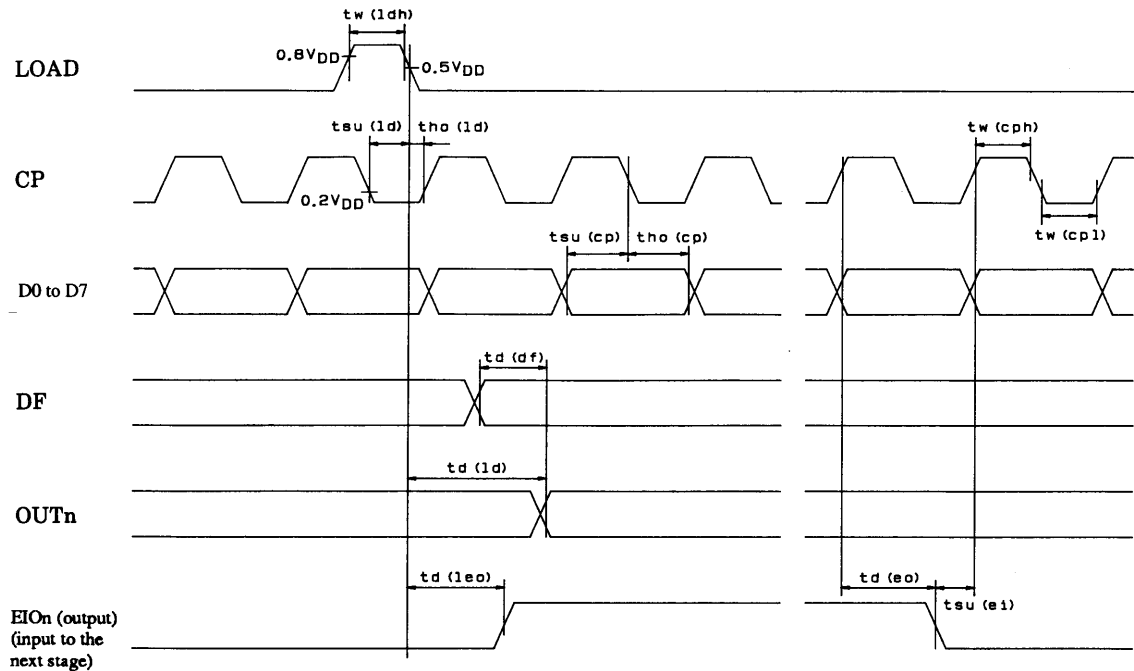 tw (ldh)
LOAD
0.8VDD
0.5VDD
tsu (ld) tho (ld)
tw (cph)
CP
0.2VDD
tw (cpl)
tsu (cp) tho (cp)
D0 to D7
td (df)
DF
td (ld)
OUTn
td (leo)
td (eo)
tsu (ei)
EIOn (output)
(input to the
next stage)